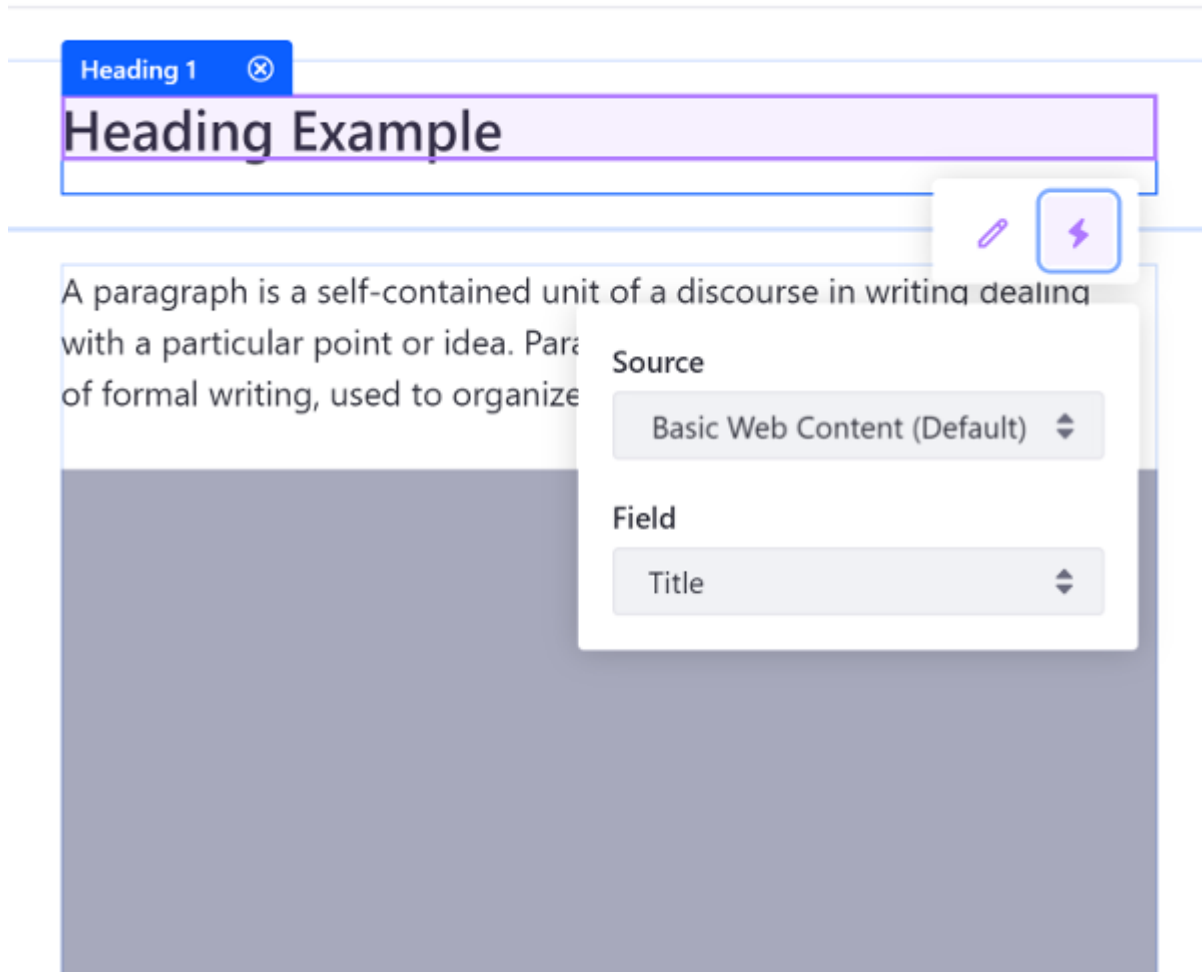 Heading 1
Heading Example
A paragraph is a self-contained unit of a discourse in writing dealing
with a particular point or idea.
of formal writing, used to organize
Source
Basic Web Content (Default)
Field
Title